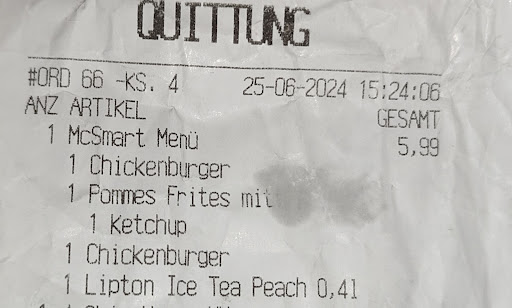 QUITTUNG
#ORD 66 -KS. 4 25-06-2024 15:24:06
ANZ ARTIKEL GESAMT
1 McSmart Menü 5,99
1 Chickenburger
1 Pommes Frites mit
1 Ketchup
1 Chickenburger
1 Lipton Ice Tea Peach 0,4l